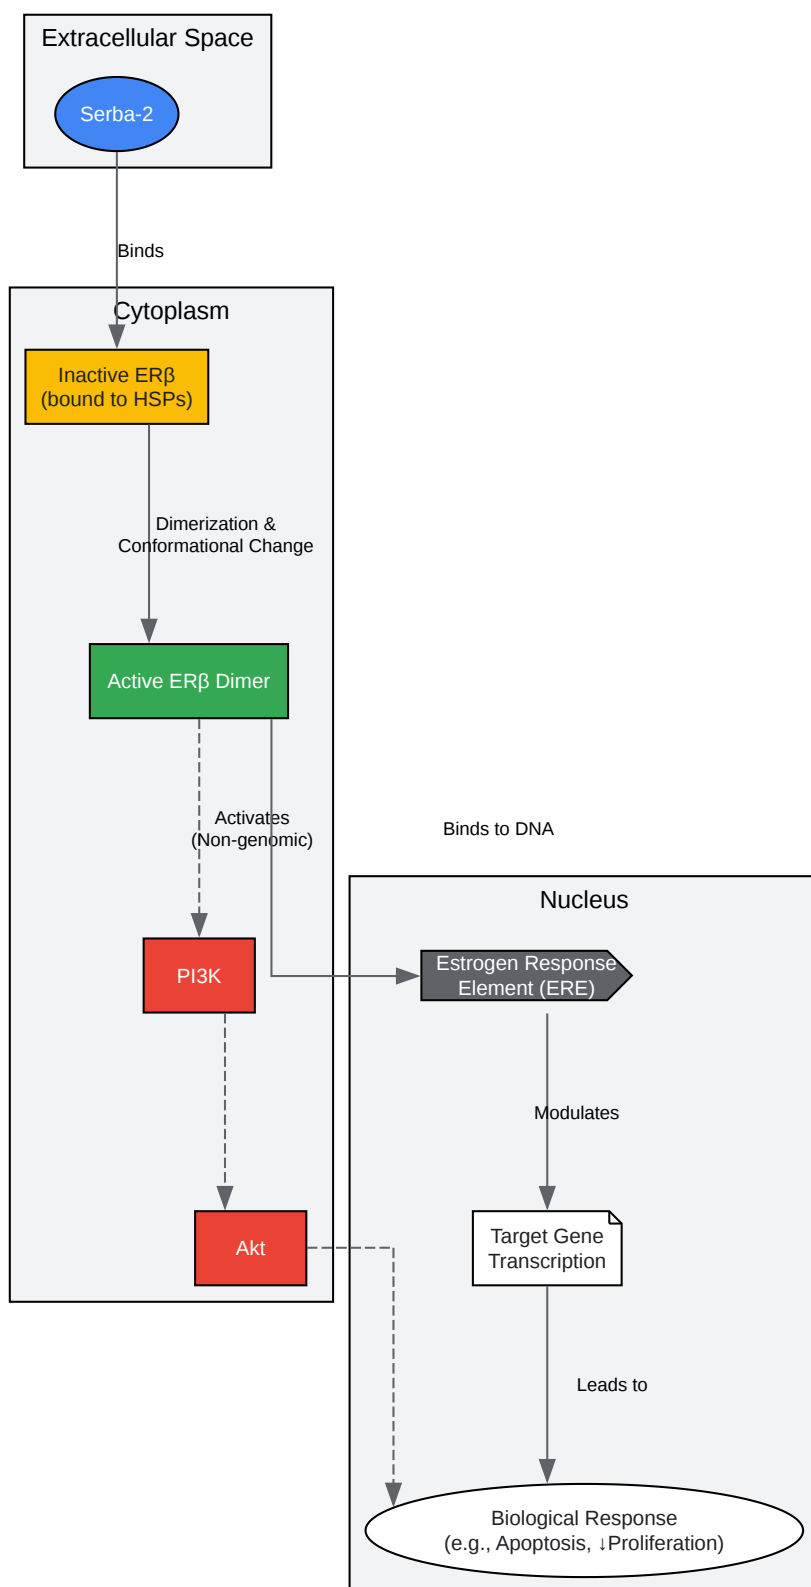 Extracellular Space
Serba-2
Binds
Cytoplasm
Inactive ERβ
(bound to HSPs)
Dimerization &
Conformational Change
Active ERβ Dimer
Activates
(Non-genomic)
Binds to DNA
Nucleus
PI3K
Estrogen Response
Element (ERE)
Modulates
Akt
Target Gene
Transcription
Leads to
Biological Response
(e.g., Apoptosis, ↓Proliferation)